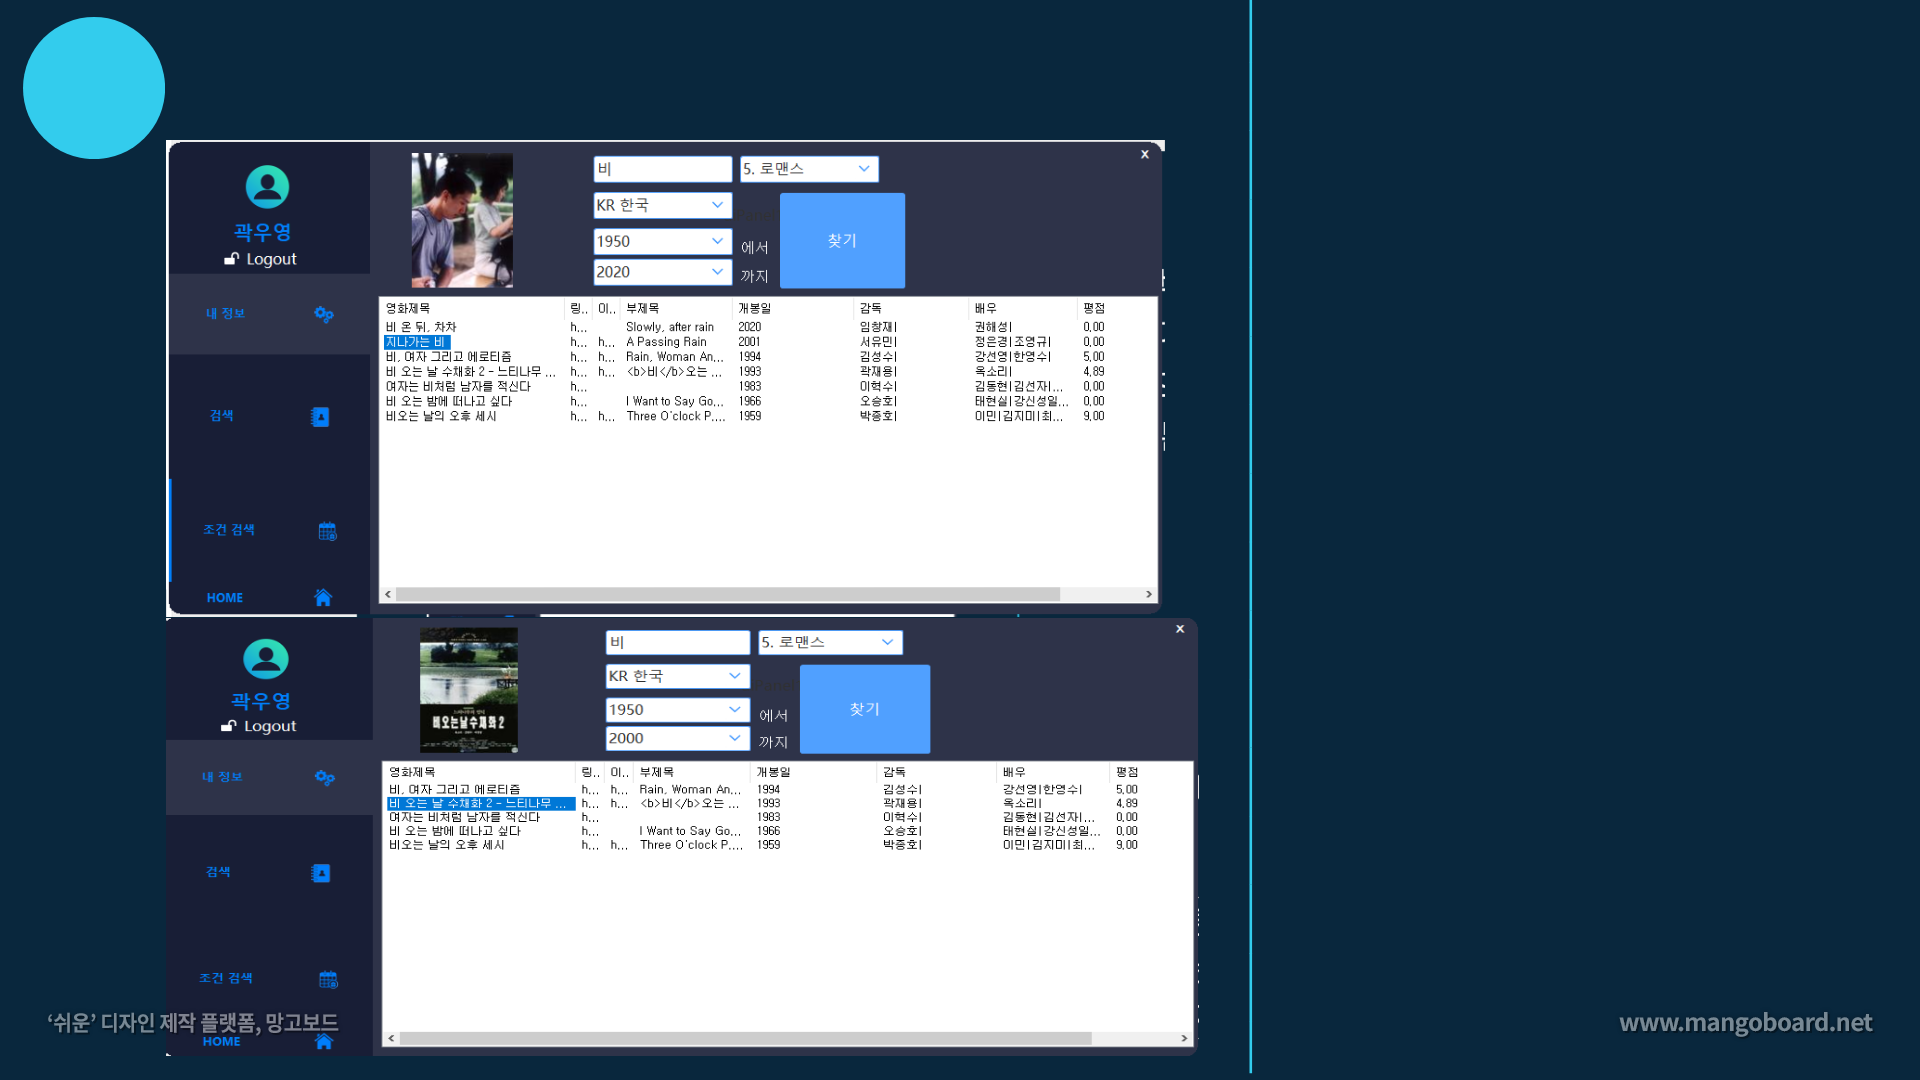 x
비 5. 로맨스
곽우영
Logout
KR 한국
찾기
1950 에서
2020 까지
내 정보
영화제목 링.. 이.. 부제목 개봉일 감독 배우 평점
비 온 뒤, 차차 h... Slowly, after rain 2020 임창재| 권해성| 0,00
지나가는 비 h... h... A Passing Rain 2001 서유민| 정은경|조영규| 0,00
비, 여자 그리고 에로티즘 h... h... Rain, Woman An... 1994 김성수| 강선영|한영수| 5,00
비 오는 날 수채화 2 - 느티나무 ... h... h... <b>비</b>오는 ... 1993 곽재용| 옥소리| 4,89
여자는 비처럼 남자를 적신다 h... 1983 이혁수| 김동현|김선자|... 0,00
비 오는 밤에 떠나고 싶다 h... I Want to Say Go... 1966 오승호| 태현실|강신성일... 0,00
비오는 날의 오후 세시 h... h... Three O'clock P.... 1959 박종호| 이민|김지미|최... 9,00
검색
조건 검색
HOME
x
비 5. 로맨스
곽우영
Logout
KR 한국
찾기
1950 에서
2000 까지
비오는날수채화2
내 정보
영화제목 링.. 이.. 부제목 개봉일 감독 배우 평점
비, 여자 그리고 에로티즘 h... h... Rain, Woman An... 1994 김성수| 강선영|한영수| 5,00
비 오는 날 수채화 2 - 느티나무 ... h... h... <b>비</b>오는 ... 1993 곽재용| 옥소리| 4,89
여자는 비처럼 남자를 적신다 h... 1983 이혁수| 김동현|김선자|... 0,00
비 오는 밤에 떠나고 싶다 h... I Want to Say Go... 1966 오승호| 태현실|강신성일... 0,00
비오는 날의 오후 세시 h... h... Three O'clock P.... 1959 박종호| 이민|김지미|최... 9,00
검색
조건 검색
HOME
‘쉬운’ 디자인 제작 플랫폼, 망고보드
www.mangoboard.net